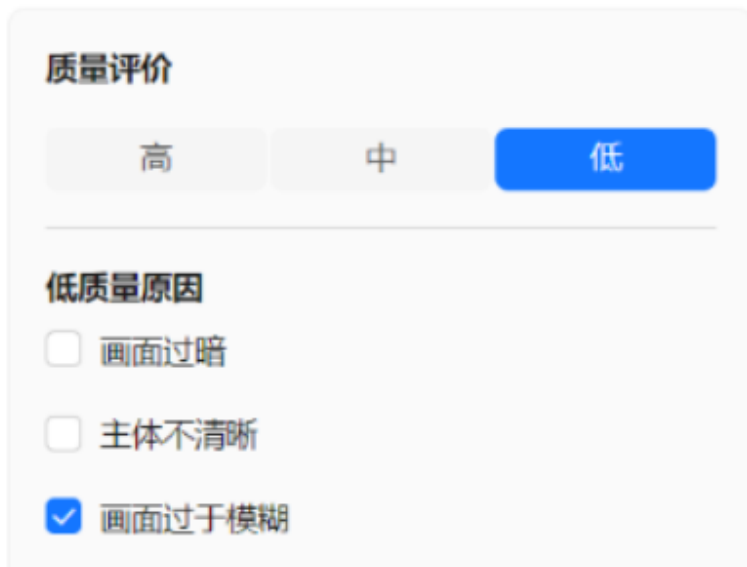 质量评价
高 中 低
低质量原因
画面过暗
主体不清晰
画面过于模糊